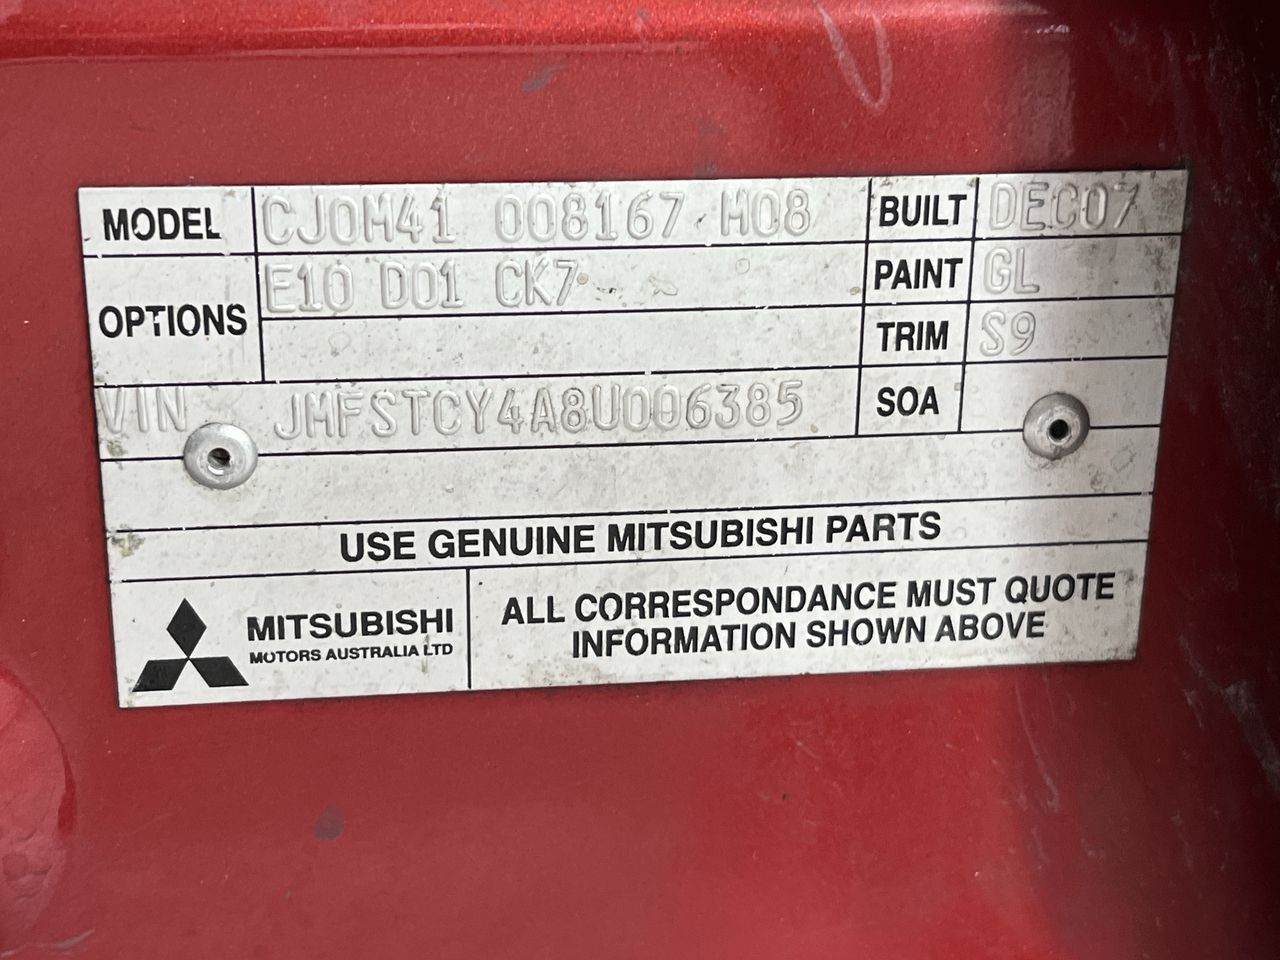 MODEL CJ0M41 008167 M08 BUILT DEC07
OPTIONS E10 D01 CK7 PAINT GL
TRIM S9
VIN JMFSTCY4A8U006385 SOA
USE GENUINE MITSUBISHI PARTS
MITSUBISHI
MOTORS AUSTRALIA LTD
ALL CORRESPONDANCE MUST QUOTE
INFORMATION SHOWN ABOVE